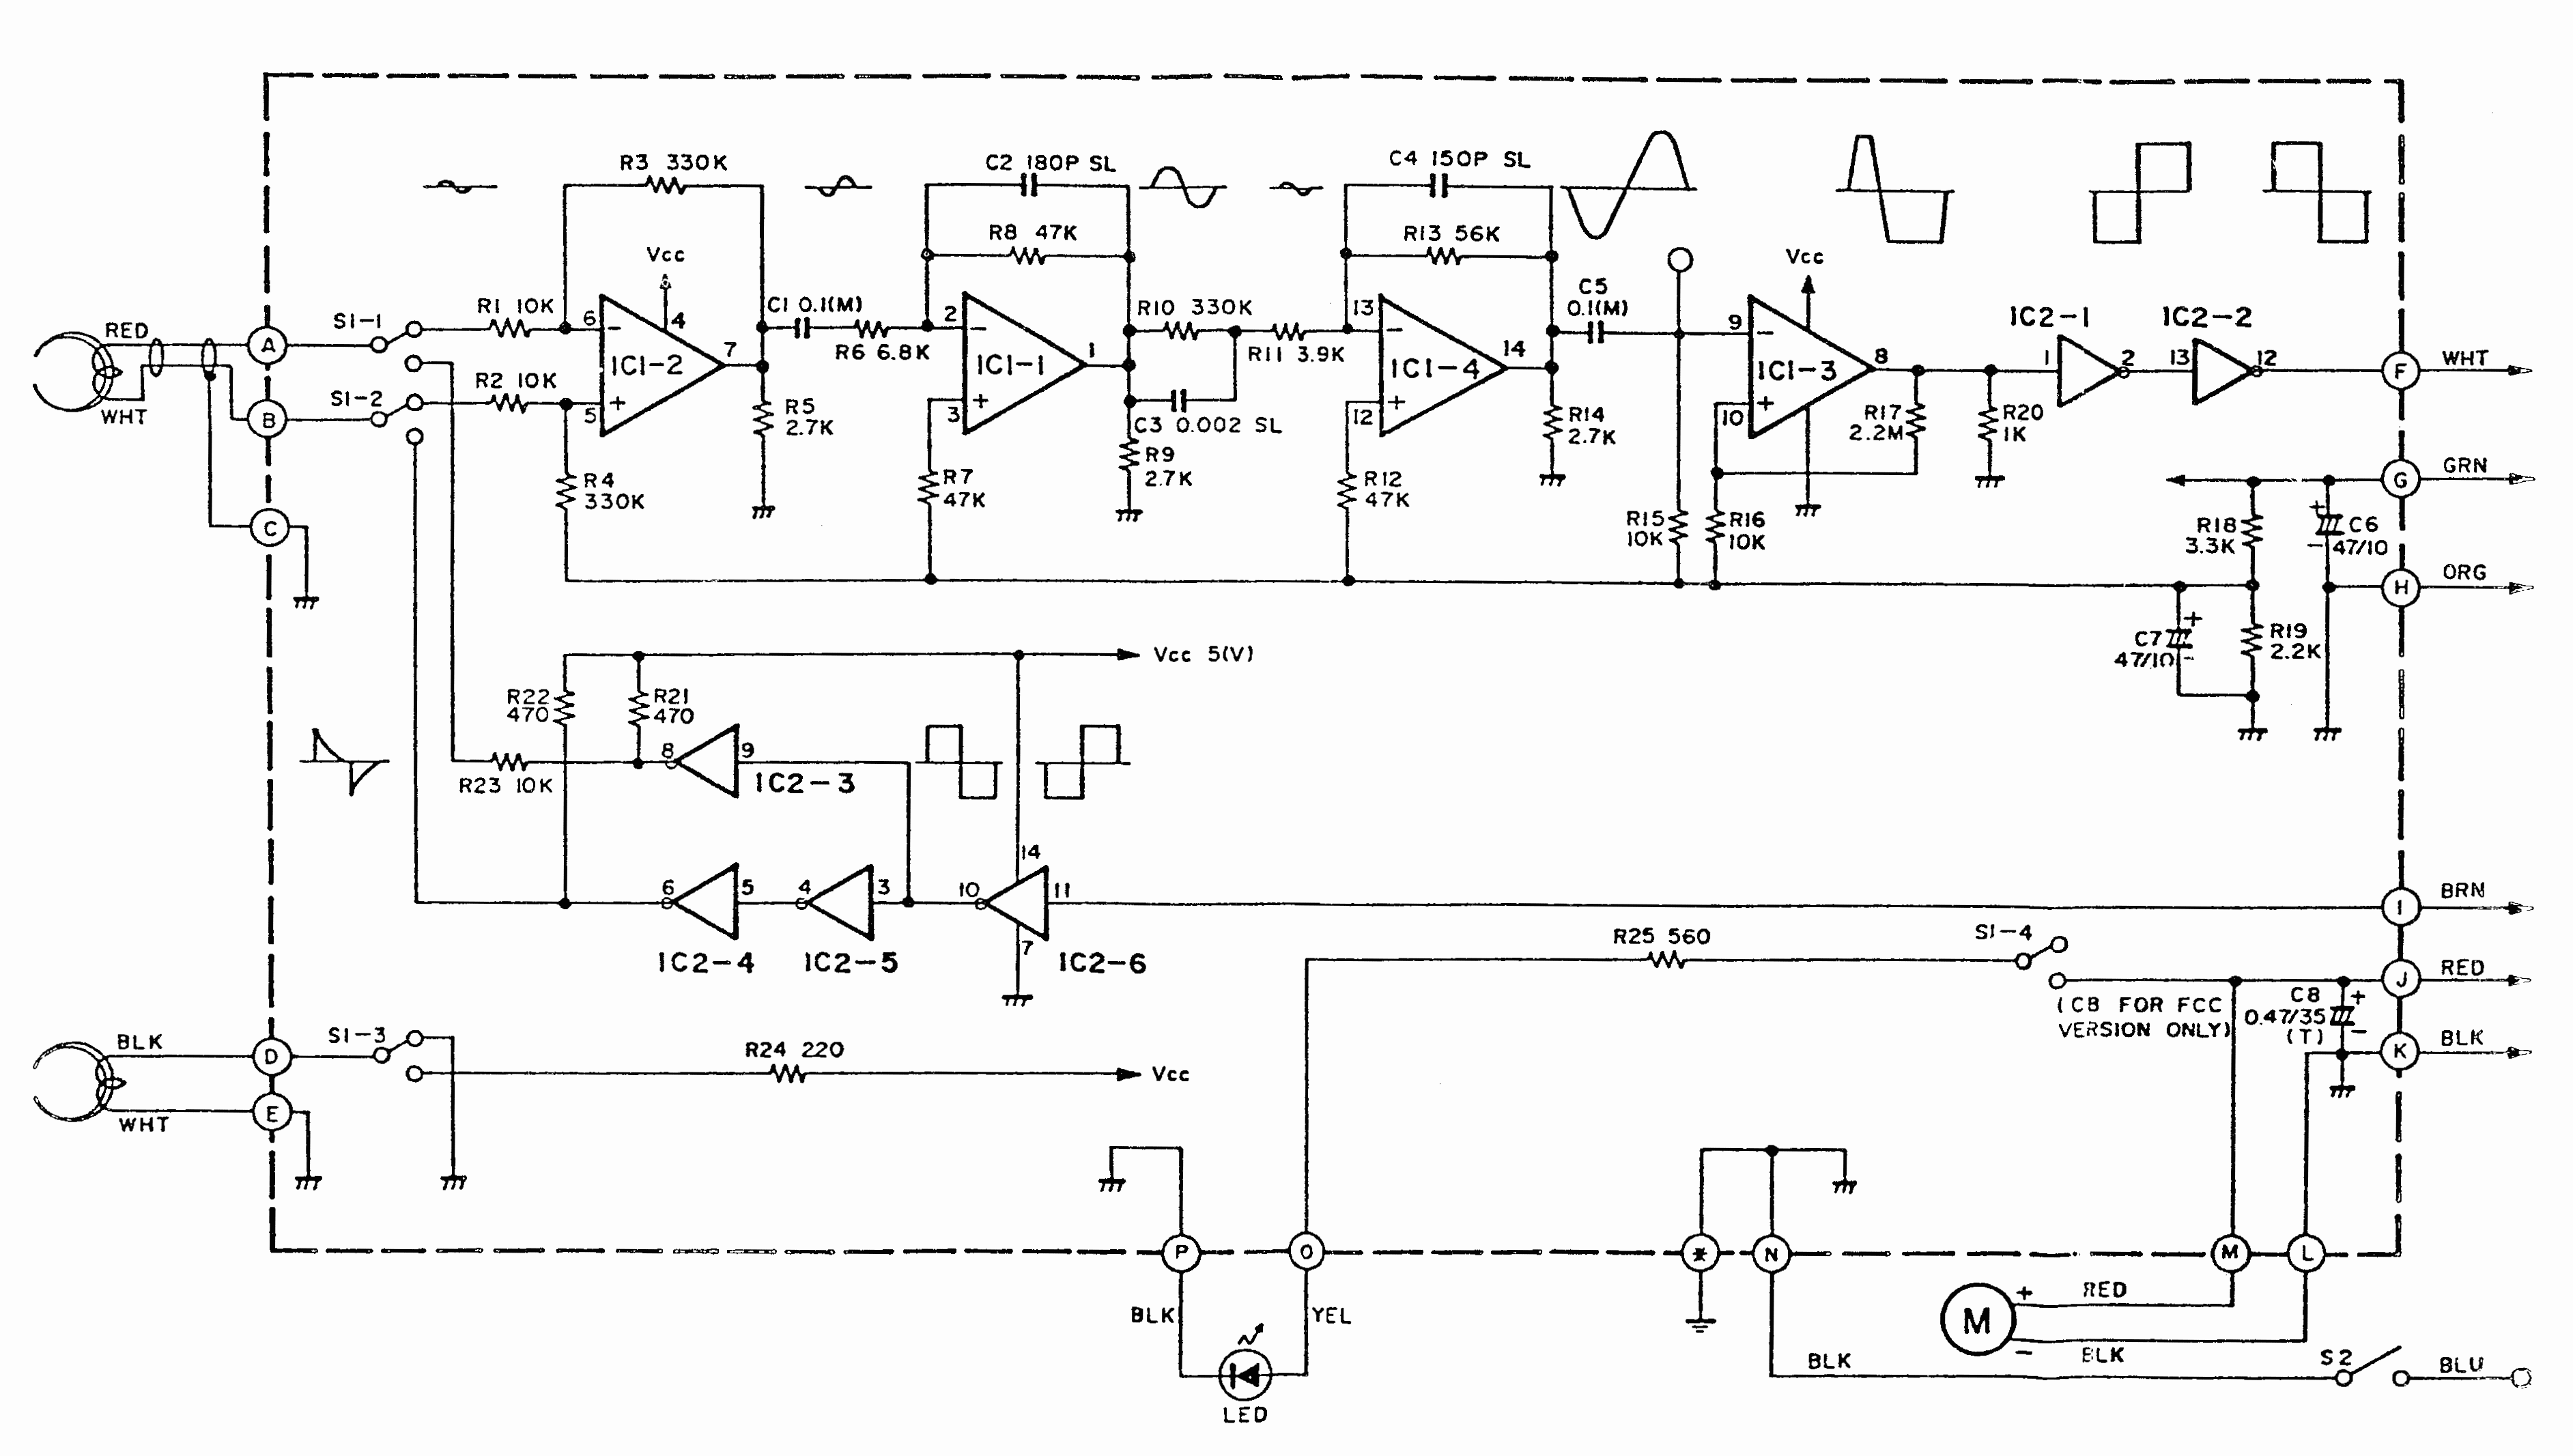 R3 330K
C2 180P SL
C4 150P SL
R8 47K
R13 56K
Vcc
Vcc
RED
A
S1-1
R1 10K
6
−
4
IC1-2
7
C1 0.1(M)
R6 6.8K
2
−
IC1-1
1
R10 330K
R11 3.9K
13
−
IC1-4
14
C5
0.1(M)
9
−
IC1-3
8
IC2-1
1
2
IC2-2
13
12
F
WHT
WHT
B
S1-2
R2 10K
5
+
R5
2.7K
3
+
C3 0.002 SL
12
+
R14
2.7K
10
+
R17
2.2M
R20
1K
R4
330K
R7
47K
R9
2.7K
R12
47K
G
GRN
C
R15
10K
R16
10K
R18
3.3K
+
C6
−
47/10
H
ORG
C7
+
47/10
−
R19
2.2K
Vcc 5(V)
R22
470
R21
470
8
9
R23 10K
IC2-3
14
6
5
4
3
10
11
7
IC2-4
IC2-5
IC2-6
I
BRN
R25 560
S1-4
J
RED
(C8 FOR FCC
VERSION ONLY)
C8
+
0.47/35
−
(T)
K
BLK
BLK
D
S1-3
R24 220
Vcc
E
WHT
P
O
*
N
M
L
BLK
YEL
LED
M
+
RED
−
BLK
BLK
S2
BLU